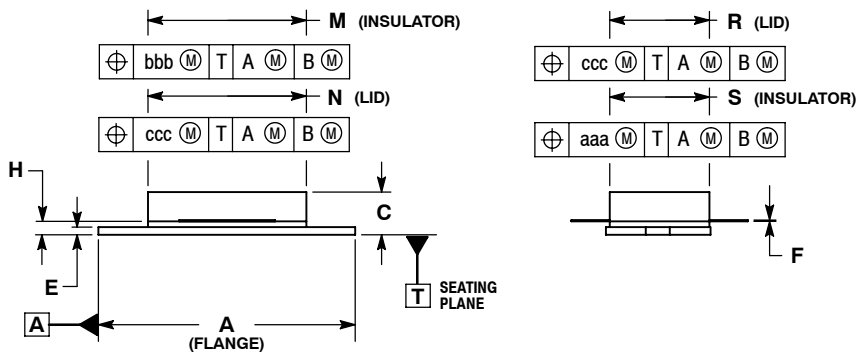 M (INSULATOR)
⌖ bbb Ⓜ T A Ⓜ B Ⓜ
N (LID)
⌖ ccc Ⓜ T A Ⓜ B Ⓜ
R (LID)
⌖ ccc Ⓜ T A Ⓜ B Ⓜ
S (INSULATOR)
⌖ aaa Ⓜ T A Ⓜ B Ⓜ
H
C
E
F
T SEATING
PLANE
A
A
(FLANGE)